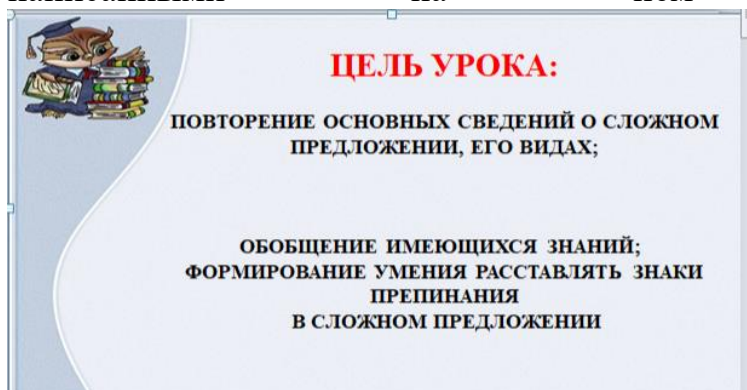 ЦЕЛЬ УРОКА:
ПОВТОРЕНИЕ ОСНОВНЫХ СВЕДЕНИЙ О СЛОЖНОМ
ПРЕДЛОЖЕНИИ, ЕГО ВИДАХ;
ОБОБЩЕНИЕ ИМЕЮЩИХСЯ ЗНАНИЙ;
ФОРМИРОВАНИЕ УМЕНИЯ РАССТАВЛЯТЬ ЗНАКИ
ПРЕПИНАНИЯ
В СЛОЖНОМ ПРЕДЛОЖЕНИИ